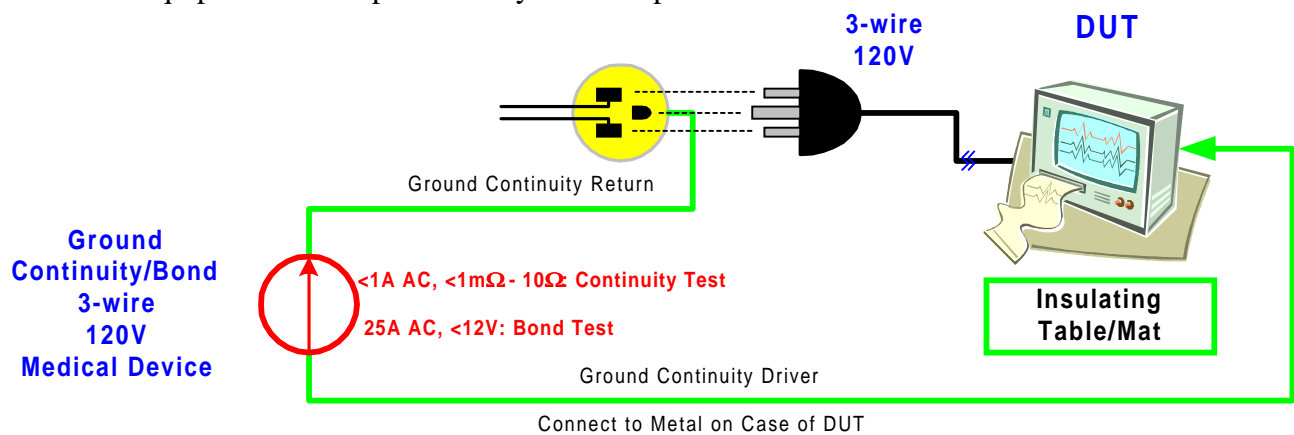 3-wire
120V
DUT
Ground Continuity Return
Ground
Continuity/Bond
3-wire
120V
Medical Device
<1A AC, <1mΩ - 10Ω: Continuity Test
25A AC, <12V: Bond Test
Insulating
Table/Mat
Ground Continuity Driver
Connect to Metal on Case of DUT